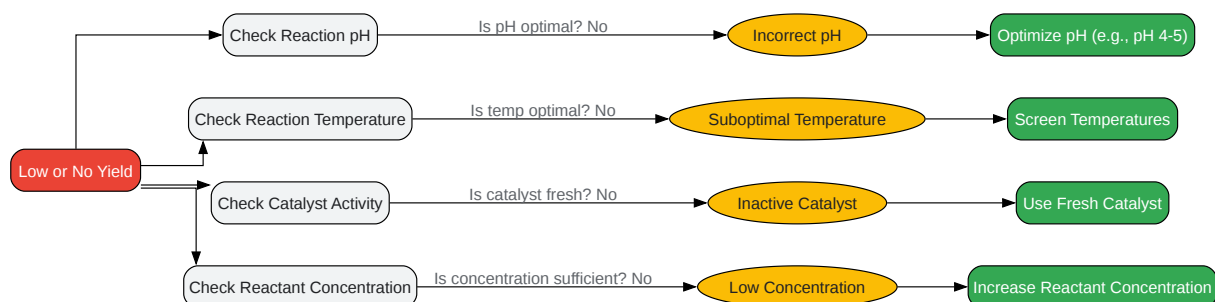 Check Reaction pH
Is pH optimal? No
Incorrect pH
Optimize pH (e.g., pH 4-5)
Check Reaction Temperature
Is temp optimal? No
Suboptimal Temperature
Screen Temperatures
Low or No Yield
Check Catalyst Activity
Is catalyst fresh? No
Inactive Catalyst
Use Fresh Catalyst
Check Reactant Concentration
Is concentration sufficient? No
Low Concentration
Increase Reactant Concentration